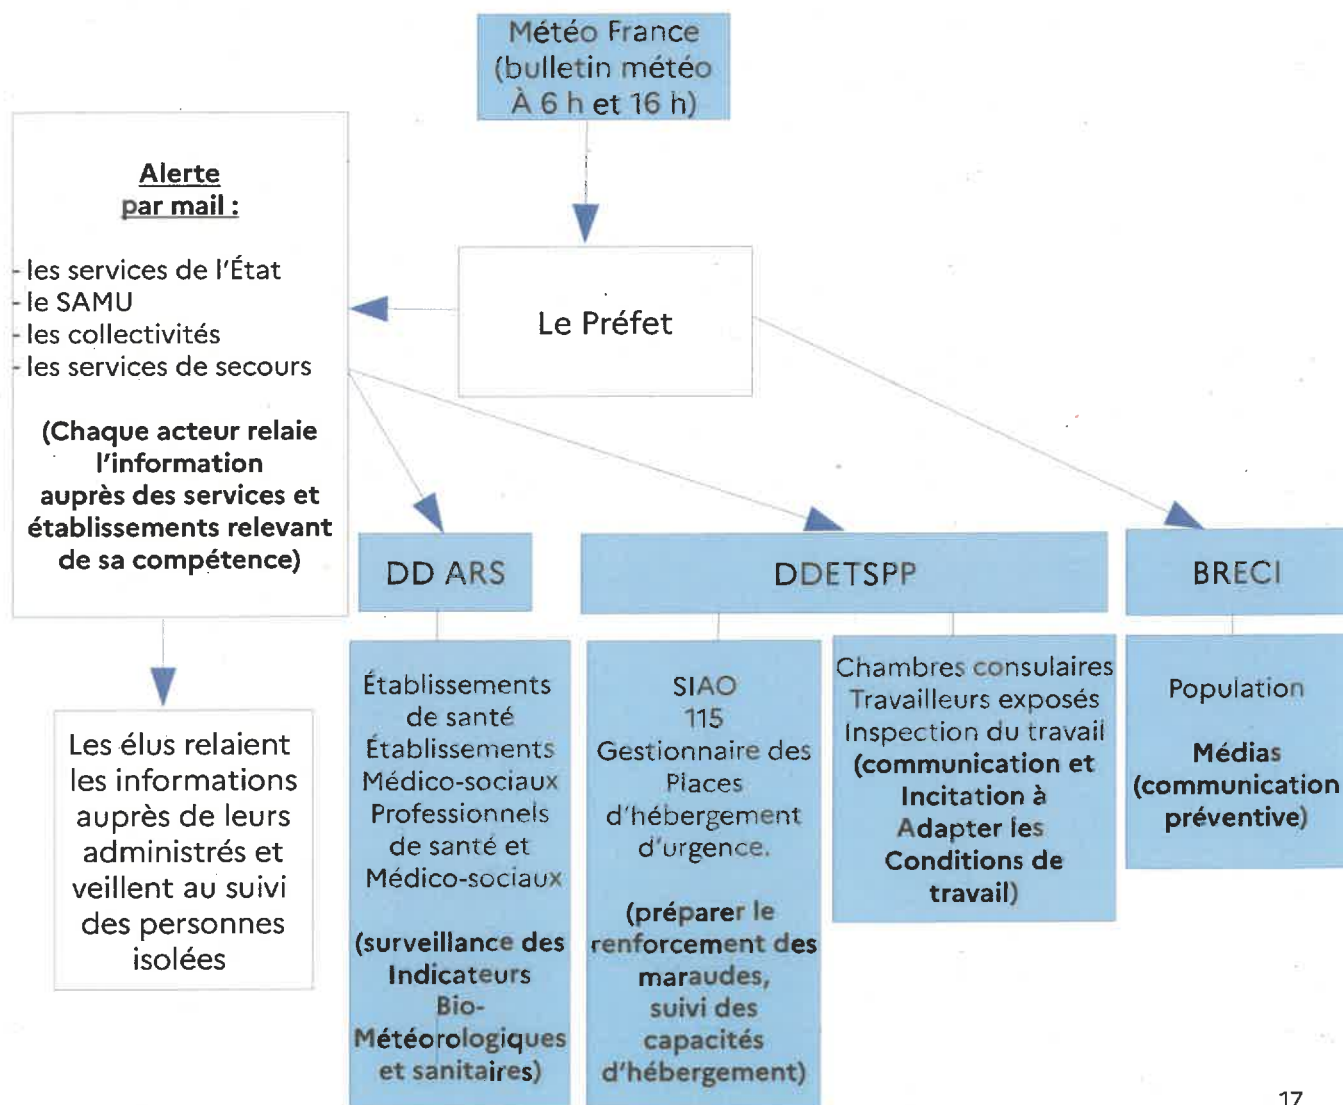 Météo France
(bulletin météo
À 6 h et 16 h)
Alerte
par mail :
- les services de l'État
- le SAMU
- les collectivités
- les services de secours
(Chaque acteur relaie
l'information
auprès des services et
établissements relevant
de sa compétence)
Le Préfet
DD ARS
DDETSPP
BRECI
Les élus relaient
les informations
auprès de leurs
administrés et
veillent au suivi
des personnes
isolées
Établissements
de santé
Établissements
Médico-sociaux
Professionnels
de santé et
Médico-sociaux
(surveillance des
Indicateurs
Bio-
Météorologiques
et sanitaires)
SIAO
115
Gestionnaire des
Places
d'hébergement
d'urgence.
(préparer le
renforcement des
maraudes,
suivi des
capacités
d'hébergement)
Chambres consulaires
Travailleurs exposés
Inspection du travail
(communication et
Incitation à
Adapter les
Conditions de
travail)
Population
Médias
(communication
préventive)
17